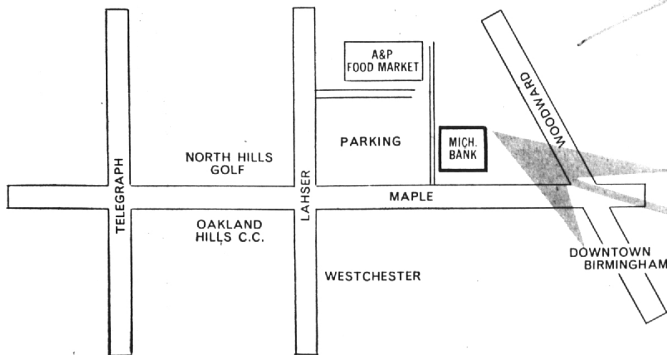 A&P
FOOD MARKET
WOODWARD
PARKING
MICH.
BANK
NORTH HILLS
GOLF
TELEGRAPH
LAHSER
MAPLE
OAKLAND
HILLS C.C.
DOWNTOWN
BIRMINGHAM
WESTCHESTER